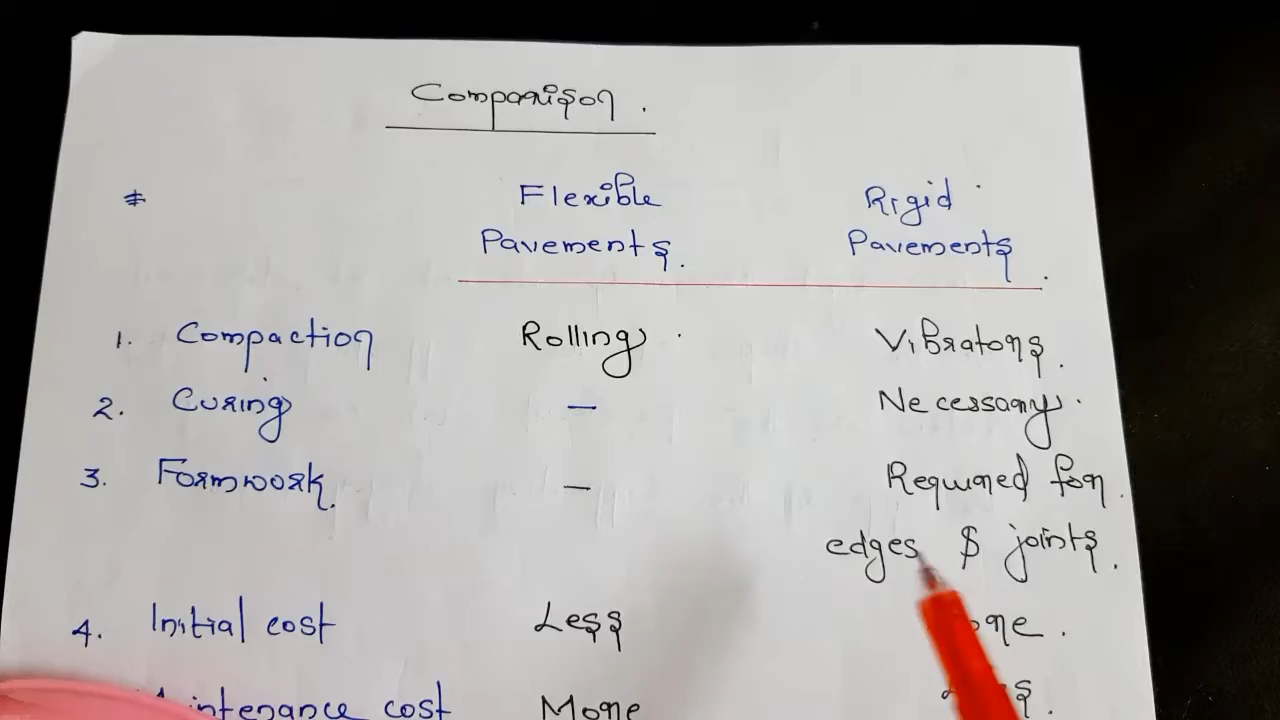 Comparison.
# Flexible Pavements. Rigid Pavements.
1. Compaction Rolling. Vibrators.
2. Curing — Necessary.
3. Formwork. — Required for.
edges & joints.
4. Initial cost Less
cost More